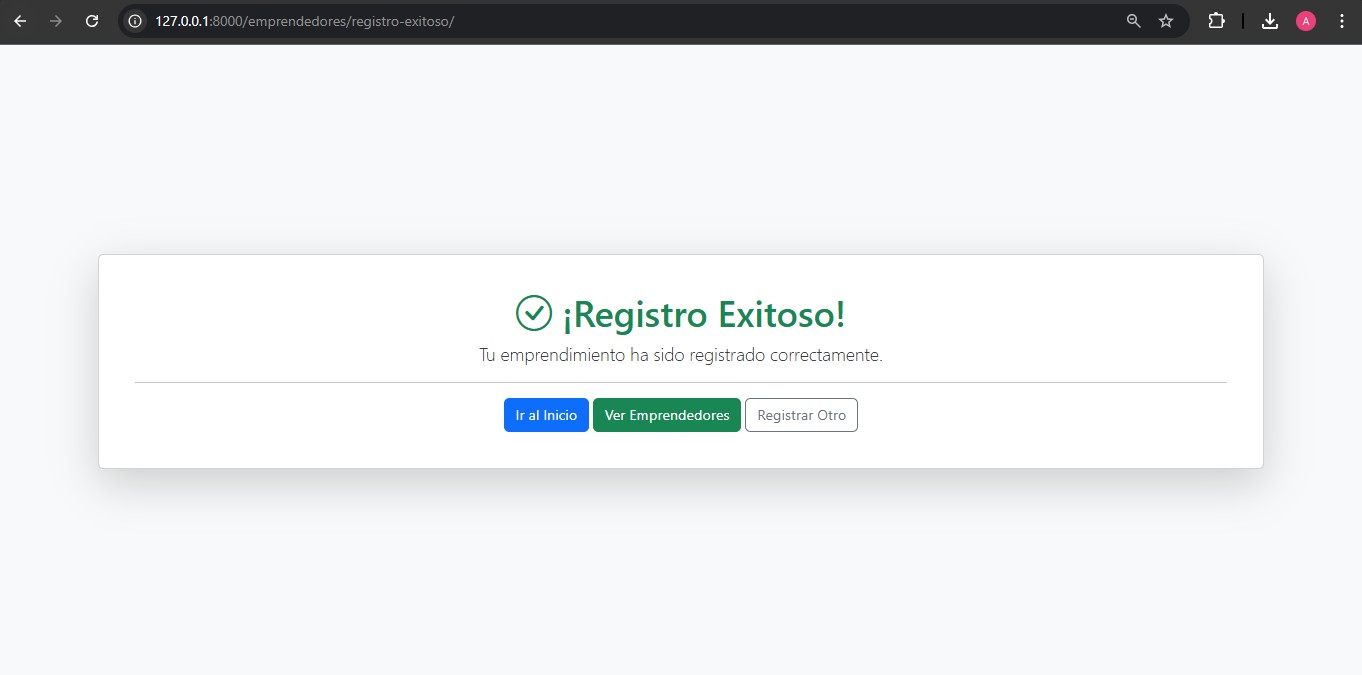 127.0.0.1:8000/emprendedores/registro-exitoso/
A
¡Registro Exitoso!
Tu emprendimiento ha sido registrado correctamente.
Ir al Inicio Ver Emprendedores Registrar Otro